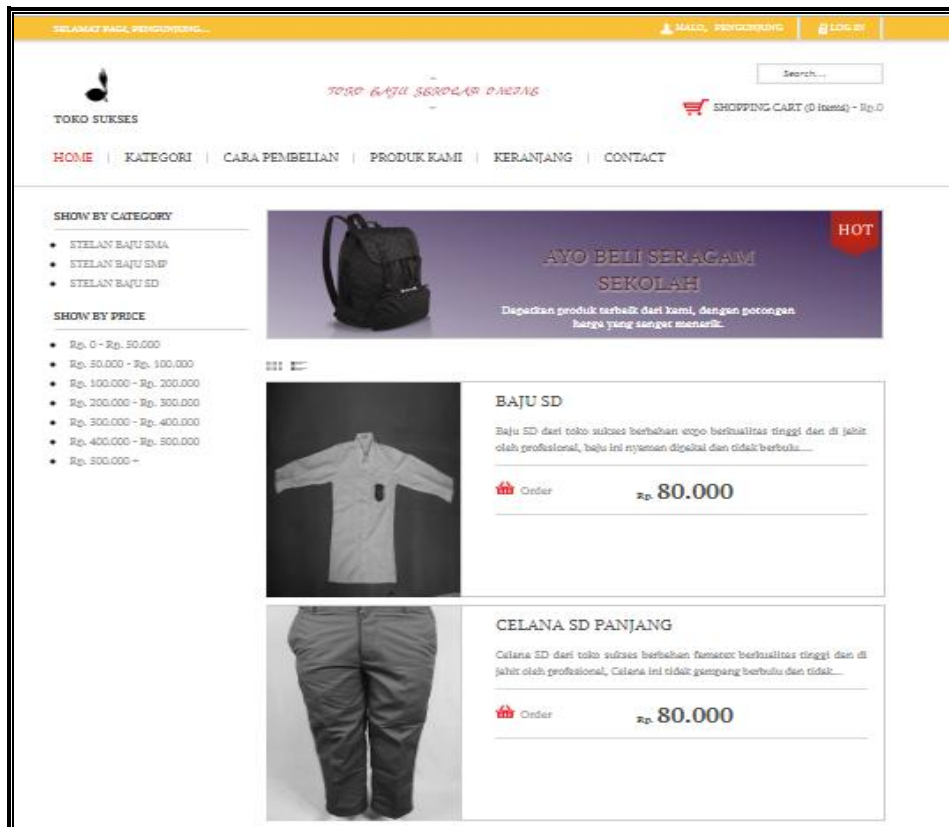 SELAMAT PAGI, PENGUNJUNG...
HALO, PENGUNJUNG
LOG IN
TOKO BAJU SERAGAM ONLINE
Search...
SHOPPING CART (0 items) - Rp.0
TOKO SUKSES
HOME | KATEGORI | CARA PEMBELIAN | PRODUK KAMI | KERANJANG | CONTACT
SHOW BY CATEGORY
STELAN BAJU SMA
STELAN BAJU SMP
STELAN BAJU SD
SHOW BY PRICE
Rp. 0 - Rp. 50.000
Rp. 50.000 - Rp. 100.000
Rp. 100.000 - Rp. 200.000
Rp. 200.000 - Rp. 300.000
Rp. 300.000 - Rp. 400.000
Rp. 400.000 - Rp. 500.000
Rp. 500.000 +
HOT
AYO BELI SERAGAM
SEKOLAH
Dapatkan produk terbaik dari kami, dengan potongan
harga yang sangat menarik.
BAJU SD
Baju SD dari toko sukses berbahan expo berkualitas tinggi dan di jahit
oleh profesional, baju ini nyaman dipakai dan tidak berbulu....
Order
Rp. 80.000
CELANA SD PANJANG
Celana SD dari toko sukses berbahan famatex berkualitas tinggi dan di
jahit oleh profesional, Celana ini tidak gampang berbulu dan tidak...
Order
Rp. 80.000